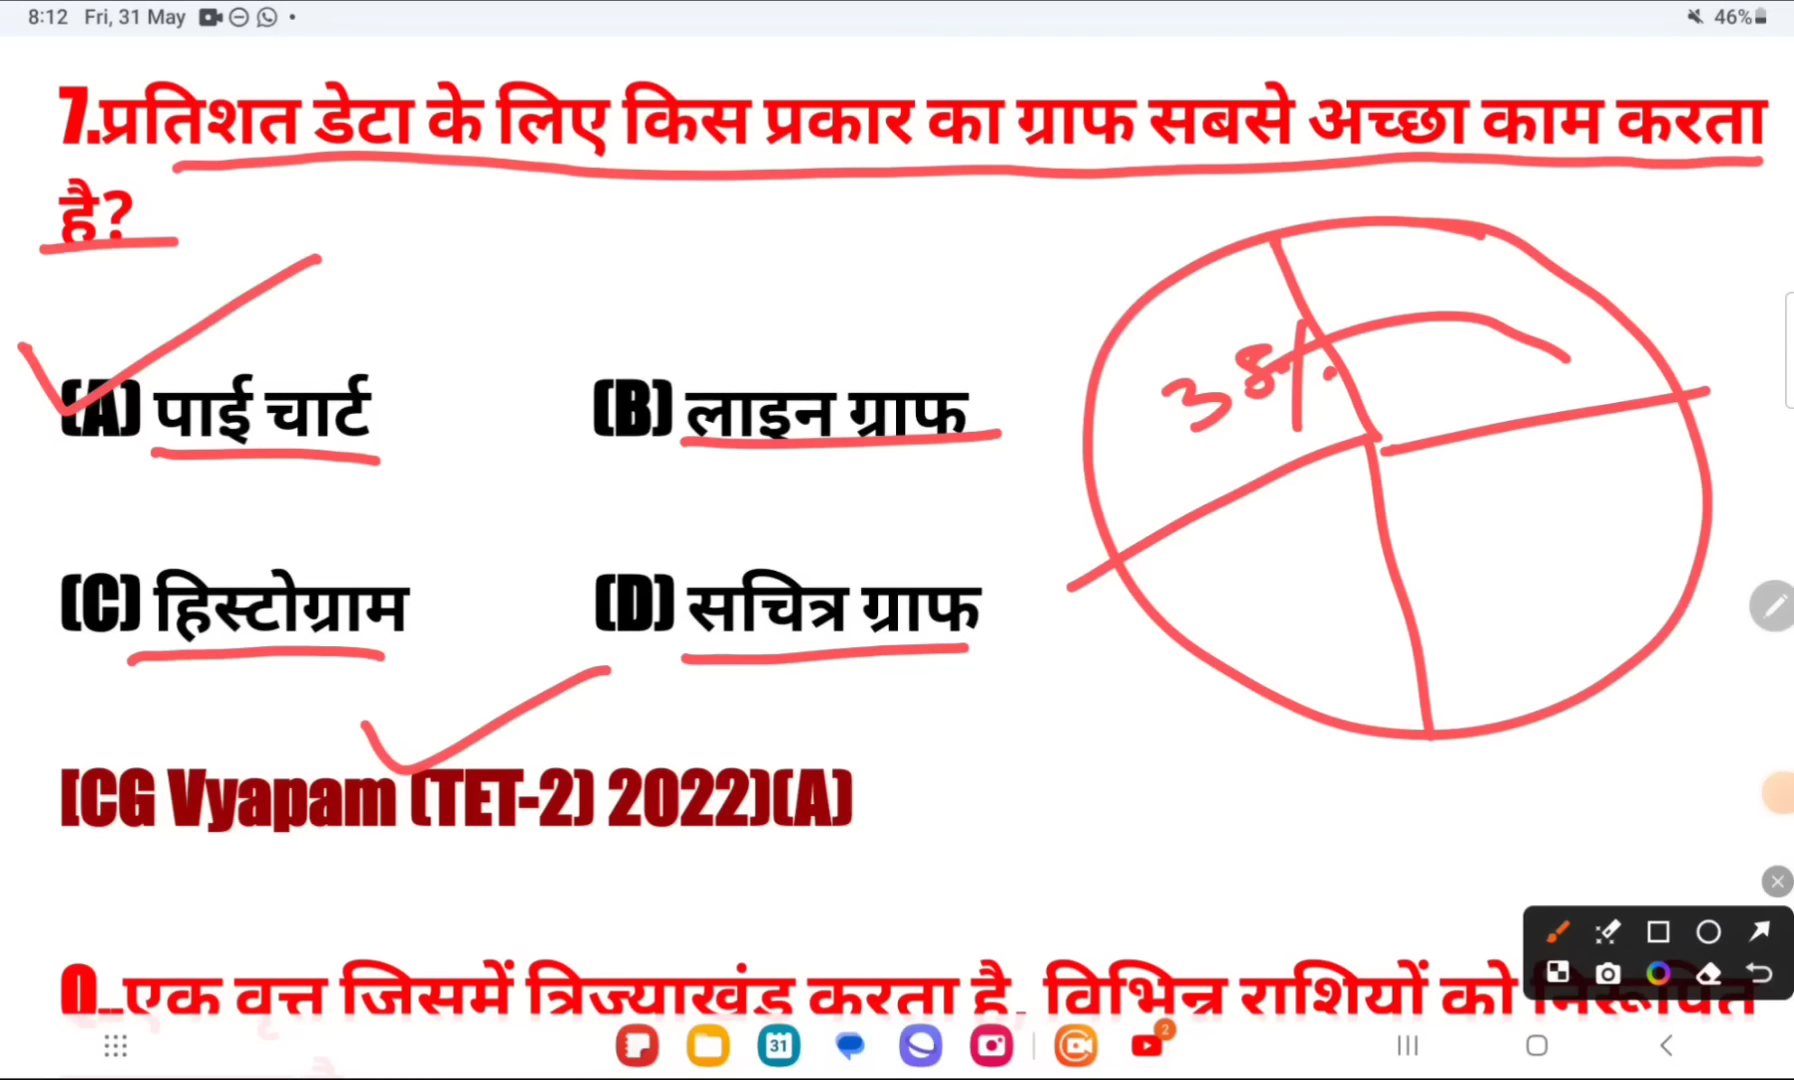 8:12 Fri, 31 May
46%
7.प्रतिशत डेटा के लिए किस प्रकार का ग्राफ सबसे अच्छा काम करता
है?
(A) पाई चार्ट (B) लाइन ग्राफ
38%
(C) हिस्टोग्राम (D) सचित्र ग्राफ
[CG Vyapam (TET-2) 2022)(A)
Q..एक वृत्त जिसमें त्रिज्याखंड करता है, विभिन्न राशियों को निरूपित
31
2